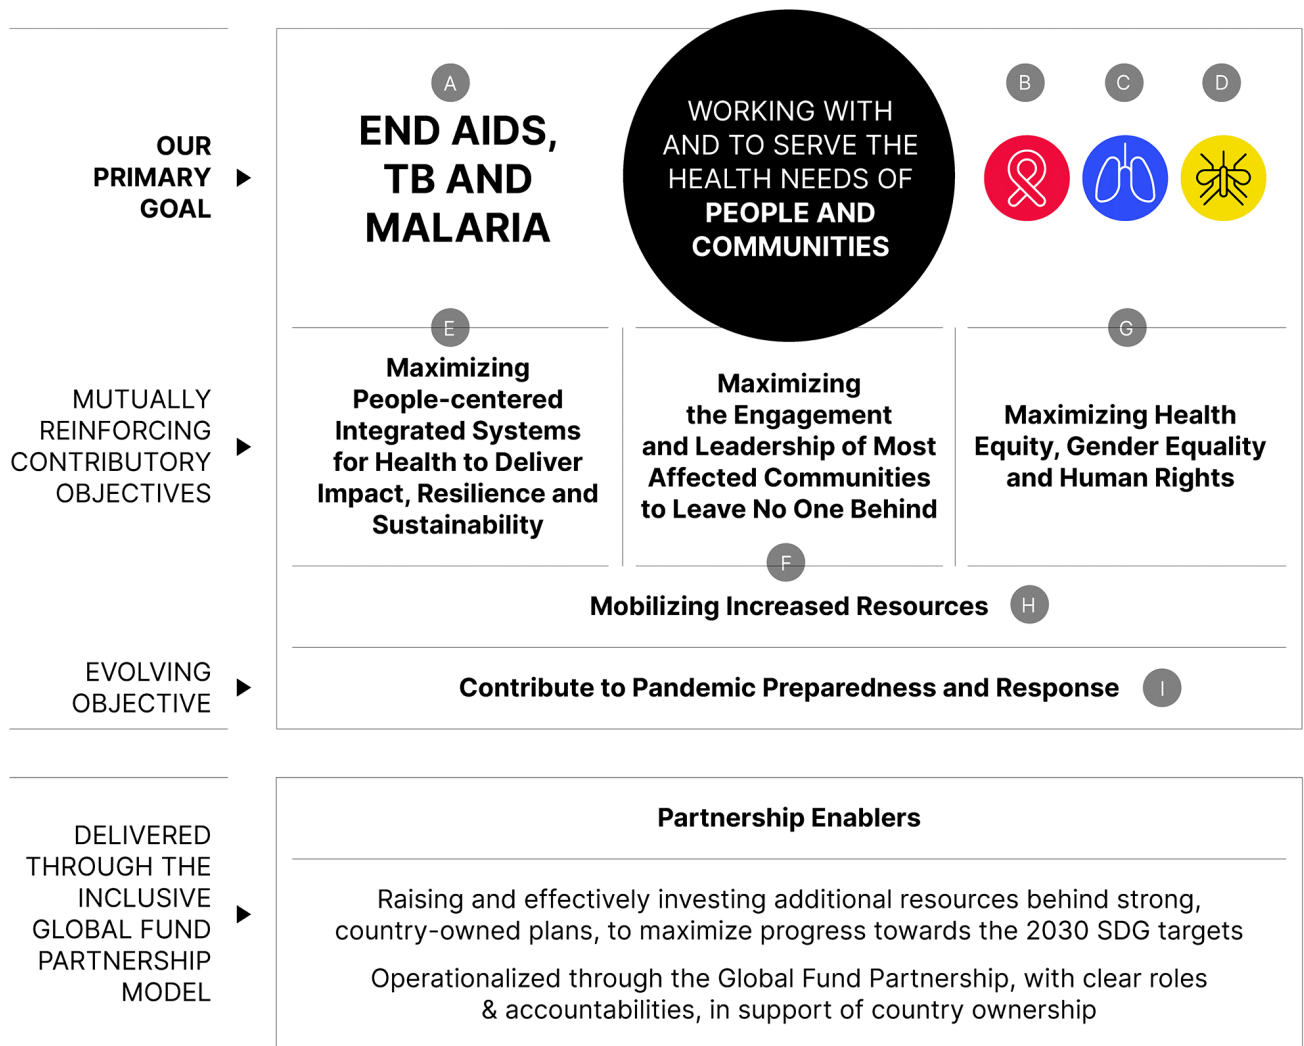 OUR
PRIMARY
GOAL
A
END AIDS,
TB AND
MALARIA
WORKING WITH
AND TO SERVE THE
HEALTH NEEDS OF
PEOPLE AND
COMMUNITIES
B
C
D
MUTUALLY
REINFORCING
CONTRIBUTORY
OBJECTIVES
E
Maximizing
People-centered
Integrated Systems
for Health to Deliver
Impact, Resilience and
Sustainability
Maximizing
the Engagement
and Leadership of Most
Affected Communities
to Leave No One Behind
F
G
Maximizing Health
Equity, Gender Equality
and Human Rights
Mobilizing Increased Resources
H
EVOLVING
OBJECTIVE
Contribute to Pandemic Preparedness and Response
I
DELIVERED
THROUGH THE
INCLUSIVE
GLOBAL FUND
PARTNERSHIP
MODEL
Partnership Enablers
Raising and effectively investing additional resources behind strong,
country-owned plans, to maximize progress towards the 2030 SDG targets
Operationalized through the Global Fund Partnership, with clear roles
& accountabilities, in support of country ownership